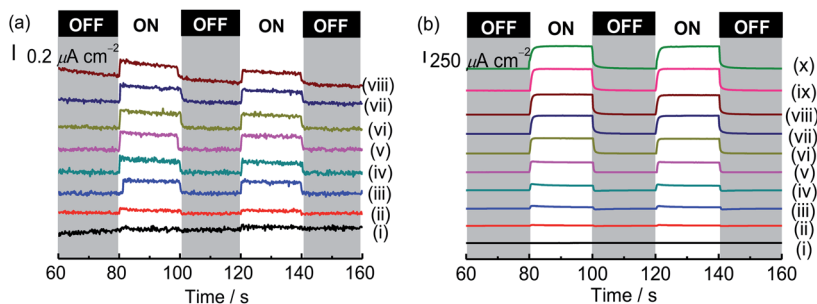 (a) OFF ON OFF ON OFF
I 0.2 μA cm−2
(viii)
(vii)
(vi)
(v)
(iv)
(iii)
(ii)
(i)
60 80 100 120 140 160
Time / s
(b) OFF ON OFF ON OFF
I 250 μA cm−2
(x)
(ix)
(viii)
(vii)
(vi)
(v)
(iv)
(iii)
(ii)
(i)
60 80 100 120 140 160
Time / s